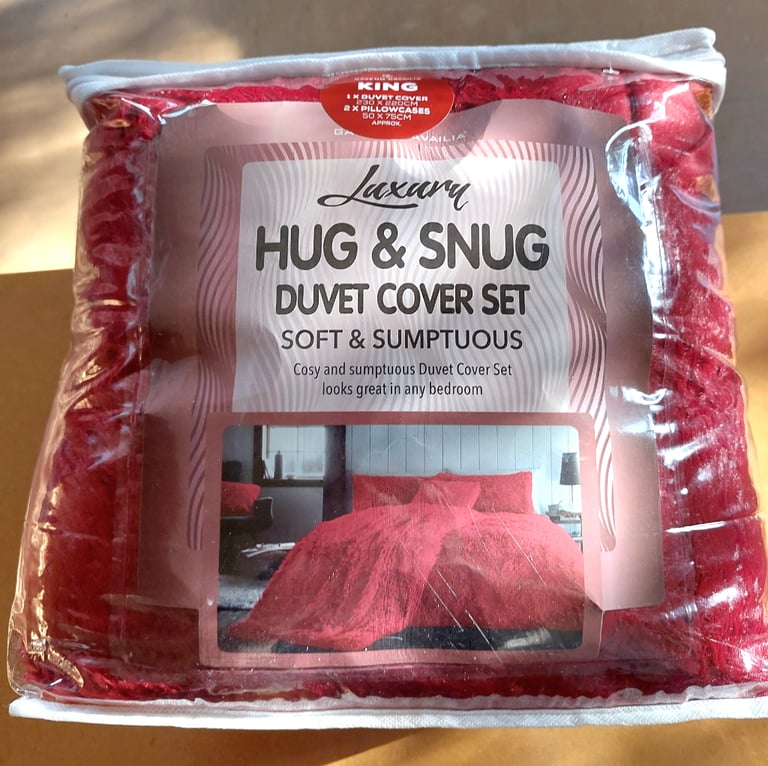 KING
1 X DUVET COVER
230 X 220CM
2 X PILLOWCASES
50 X 75CM
APPROX.
Luxury
HUG & SNUG
DUVET COVER SET
SOFT & SUMPTUOUS
Cosy and sumptuous Duvet Cover Set
looks great in any bedroom